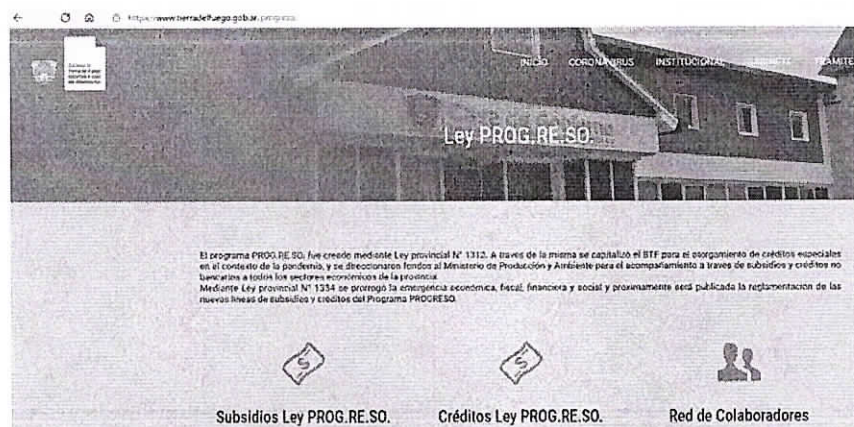 https://www.tierradelfuego.gob.ar/progreso
INICIO CORONAVIRUS INSTITUCIONAL GABINETE TRAMITE
Ley PROG.RE.SO.
El programa PROG.RE.SO. fue creado mediante Ley provincial N° 1312. A través de la misma se capitalizó el BTF para el otorgamiento de créditos especiales
en el contexto de la pandemia, y se direccionaron fondos al Ministerio de Producción y Ambiente para el acompañamiento a través de subsidios y créditos no
bancarios a todos los sectores económicos de la provincia.
Mediante Ley provincial N° 1334 se prorrogó la emergencia económica, fiscal, financiera y social y próximamente será publicada la reglamentación de las
nuevas líneas de subsidios y créditos del Programa PROGRESO.
Subsidios Ley PROG.RE.SO. Créditos Ley PROG.RE.SO. Red de Colaboradores